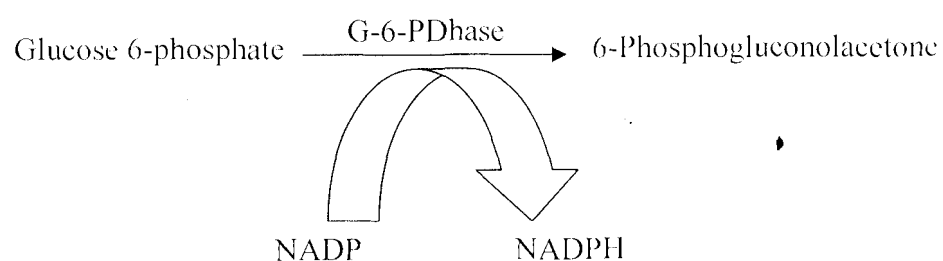 G-6-PDhase
Glucose 6-phosphate 6-Phosphogluconolacetone
NADP NADPH